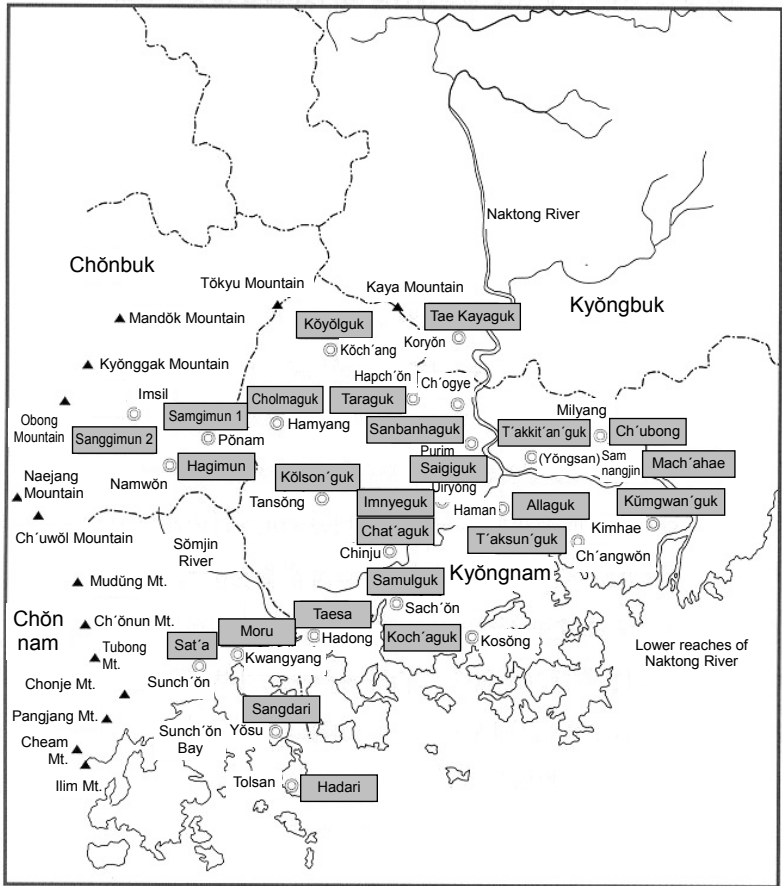 Naktong River
Chŏnbuk
Tŏkyu Mountain
Kaya Mountain
Kyŏngbuk
Mandŏk Mountain
Kŏyŏlguk
Tae Kayaguk
Kŏch´ang
Koryŏn
Kyŏnggak Mountain
Hapch´ŏn
Ch´ogye
Imsil
Cholmaguk
Taraguk
Obong
Mountain
Samgimun 1
Hamyang
Sanbanhaguk
Milyang
T´akkit´an´guk
Ch´ubong
Sanggimun 2
Pŏnam
Purim
(Yŏngsan)
Sam
nangjin
Mach´ahae
Naejang
Mountain
Namwŏn
Hagimun
Kŏlson´guk
Saigiguk
Uiryŏng
Tansŏng
Imnyeguk
Haman
Allaguk
Kŭmgwan´guk
Ch´uwŏl Mountain
Sŏmjin
River
Chat´aguk
T´aksun´guk
Kimhae
Chinju
Ch´angwŏn
Mudŭng Mt.
Samulguk
Kyŏngnam
Chŏn
nam
Ch´ŏnun Mt.
Taesa
Sach´ŏn
Tubong
Mt.
Sat´a
Moru
Hadong
Koch´aguk
Kosŏng
Lower reaches of
Naktong River
Kwangyang
Sunch´ŏn
Chonje Mt.
Sangdari
Pangjang Mt.
Sunch´ŏn
Bay
Yŏsu
Cheam
Mt.
Ilim Mt.
Tolsan
Hadari